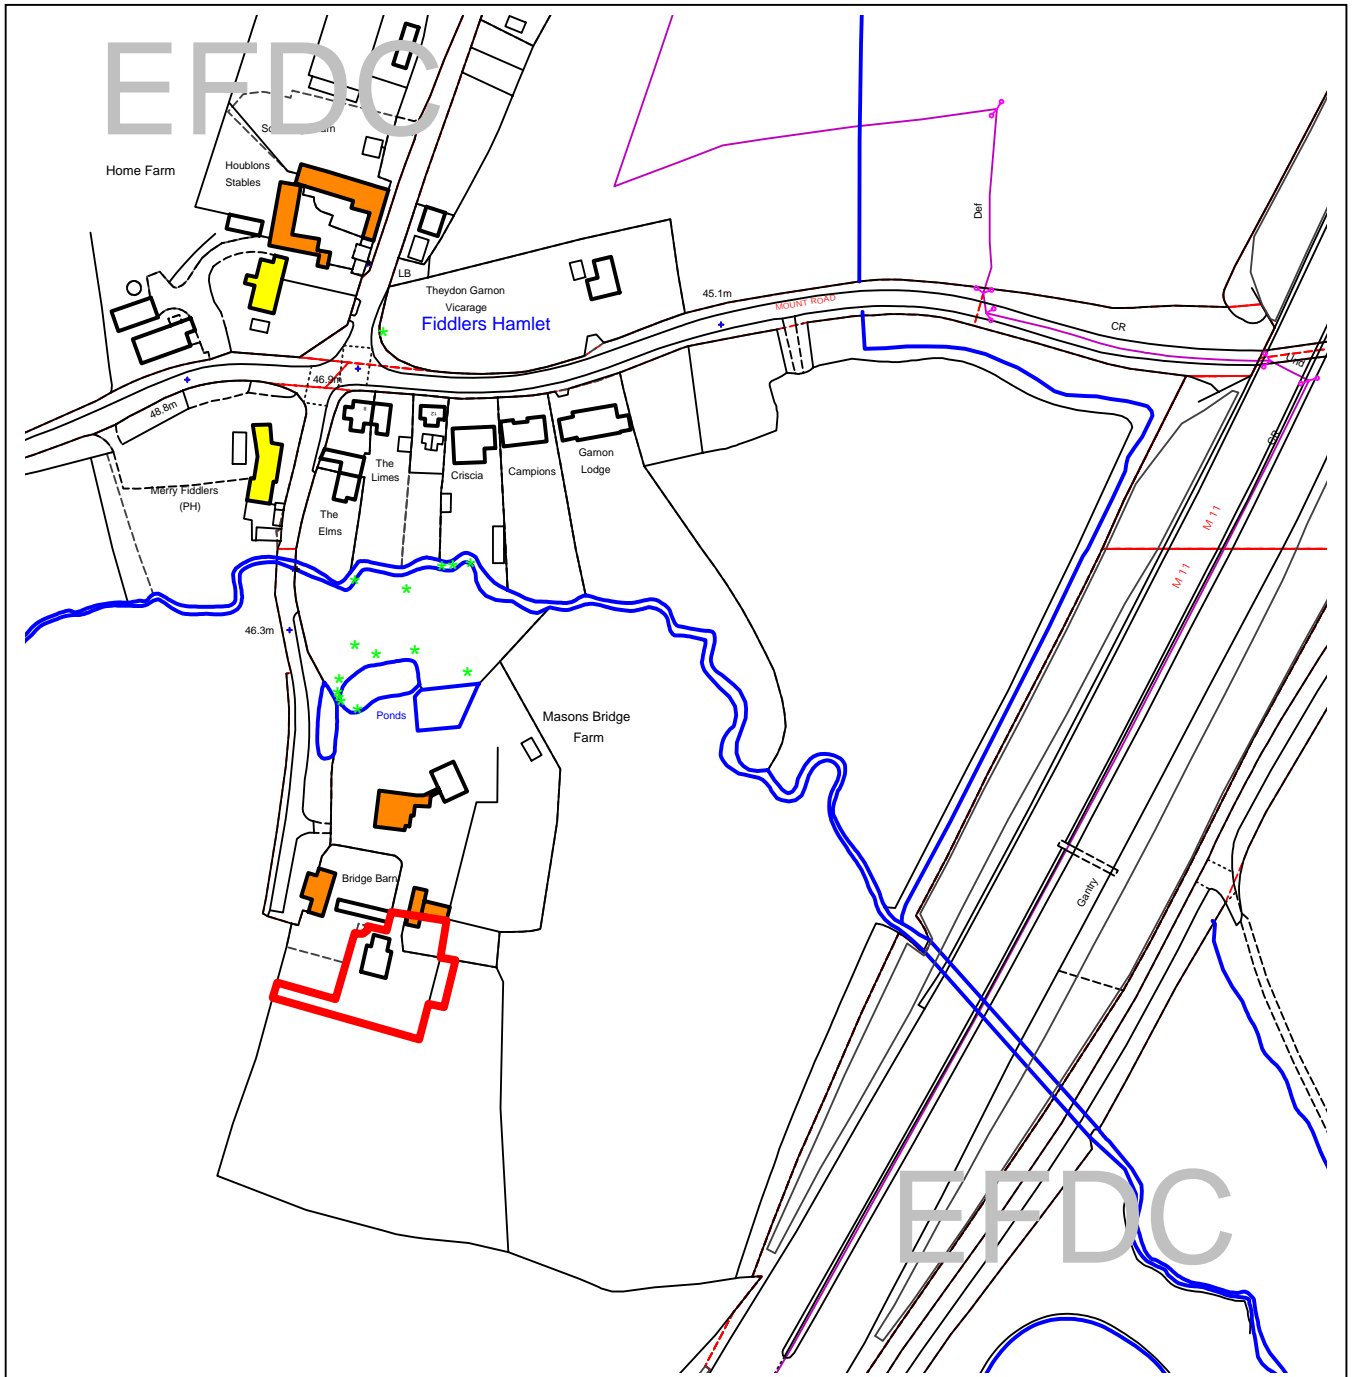 EFDC
Home Farm
Houblons
Stables
LB
Theydon Garnon
Vicarage
Fiddlers Hamlet
45.1m
MOUNT ROAD
Def
CR
Und
46.9m
48.8m
CR
Merry Fiddlers
(PH)
The
Limes
The
Elms
Criscia
Campions
Garnon
Lodge
M 11
M 11
46.3m
Ponds
Masons Bridge
Farm
Bridge Barn
Gantry
EFDC